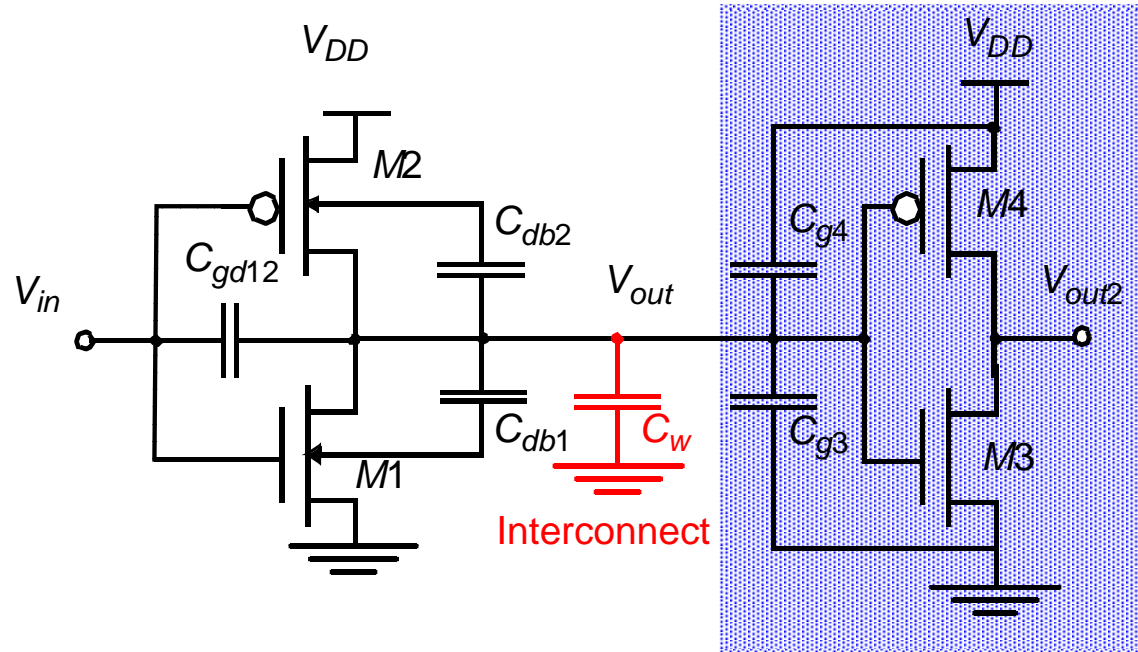 VDD
VDD
M2
M4
Cdb2
Cg4
Cgd12
Vin
Vout
Vout2
Cdb1
Cw
Cg3
M1
M3
Interconnect